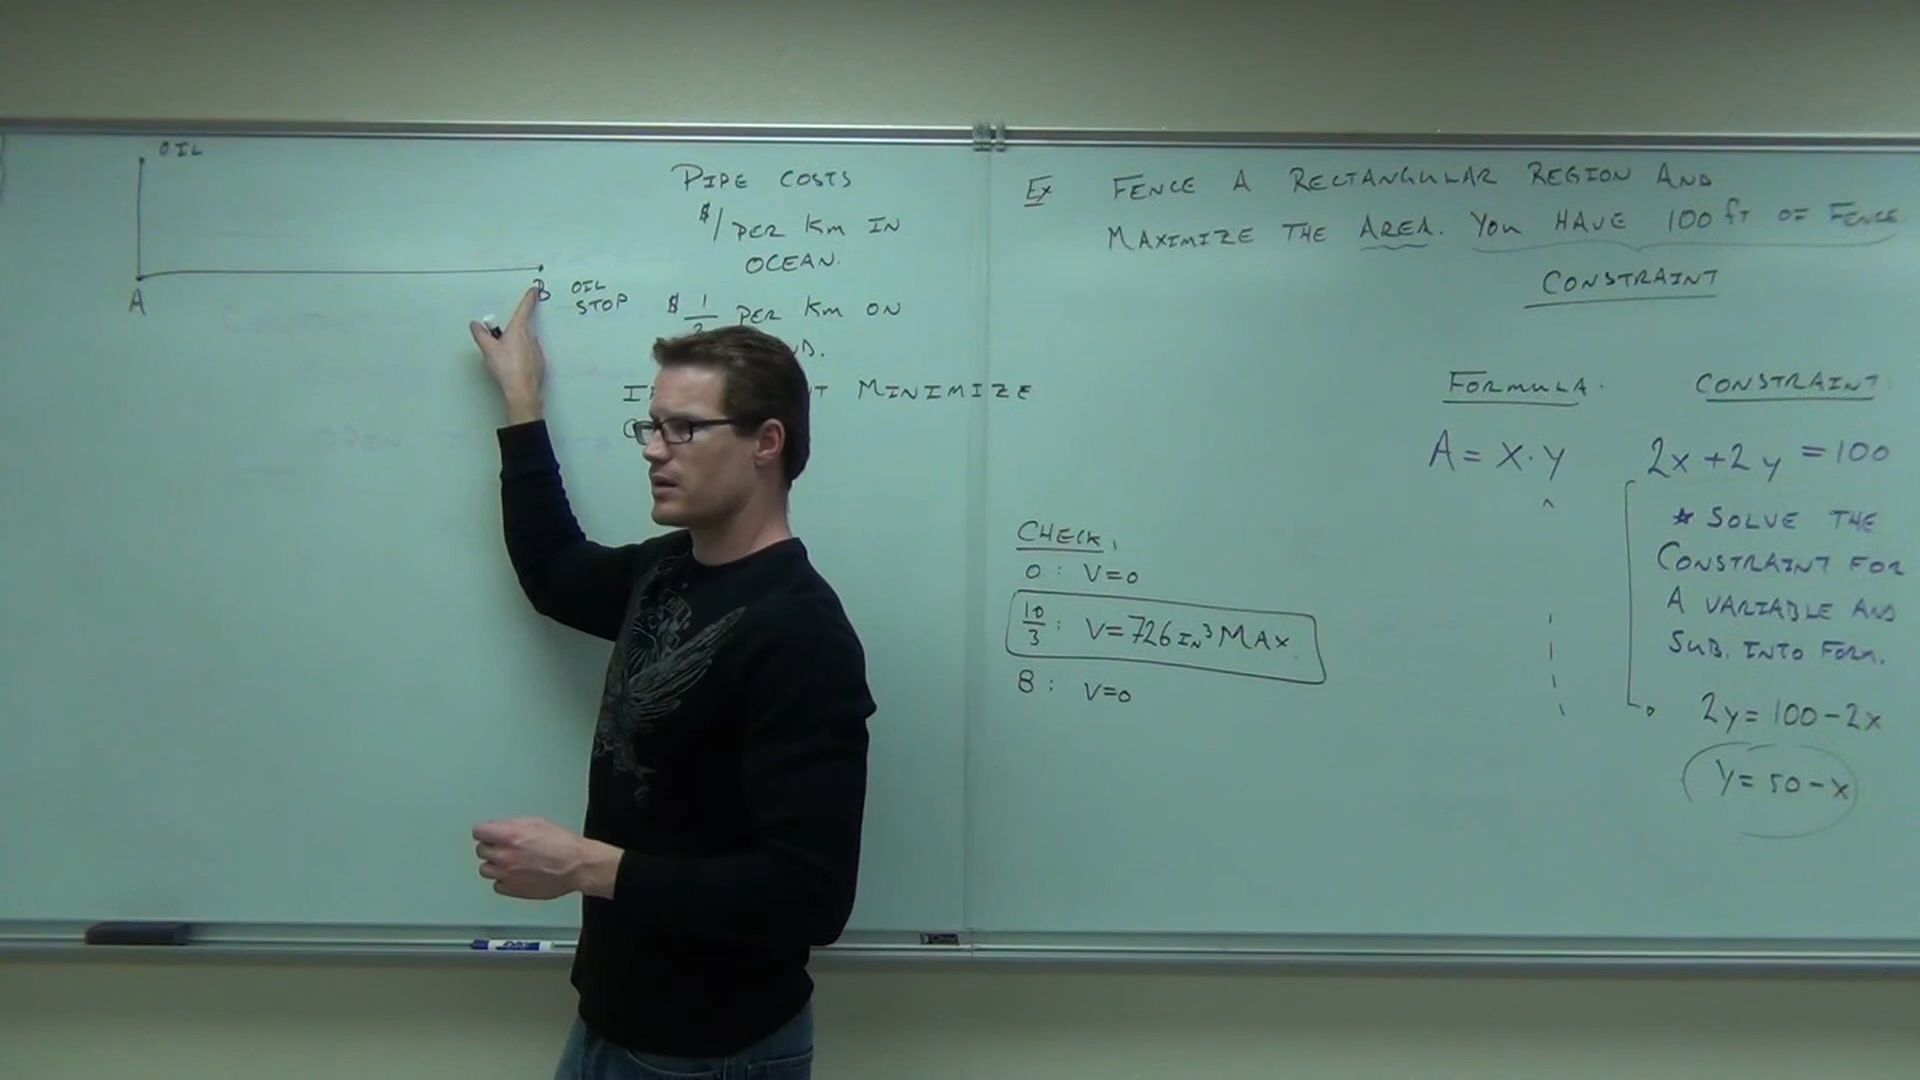 OIL
A
B
OIL
STOP
PIPE COSTS
$1 PER KM IN
OCEAN.
$ 1 PER KM ON
MINIMIZE
Ex FENCE A RECTANGULAR REGION AND
MAXIMIZE THE AREA. YOU HAVE 100 ft OF FENCE.
CONSTRAINT
CHECK,
0 : V=0
10/3 : V=726 IN³ MAX.
8 : V=0
FORMULA.
A = X·Y
CONSTRAINT
2x + 2y = 100
* SOLVE THE
CONSTRAINT FOR
A VARIABLE AND
SUB. INTO FORM.
2y = 100 - 2x
y = 50 - x